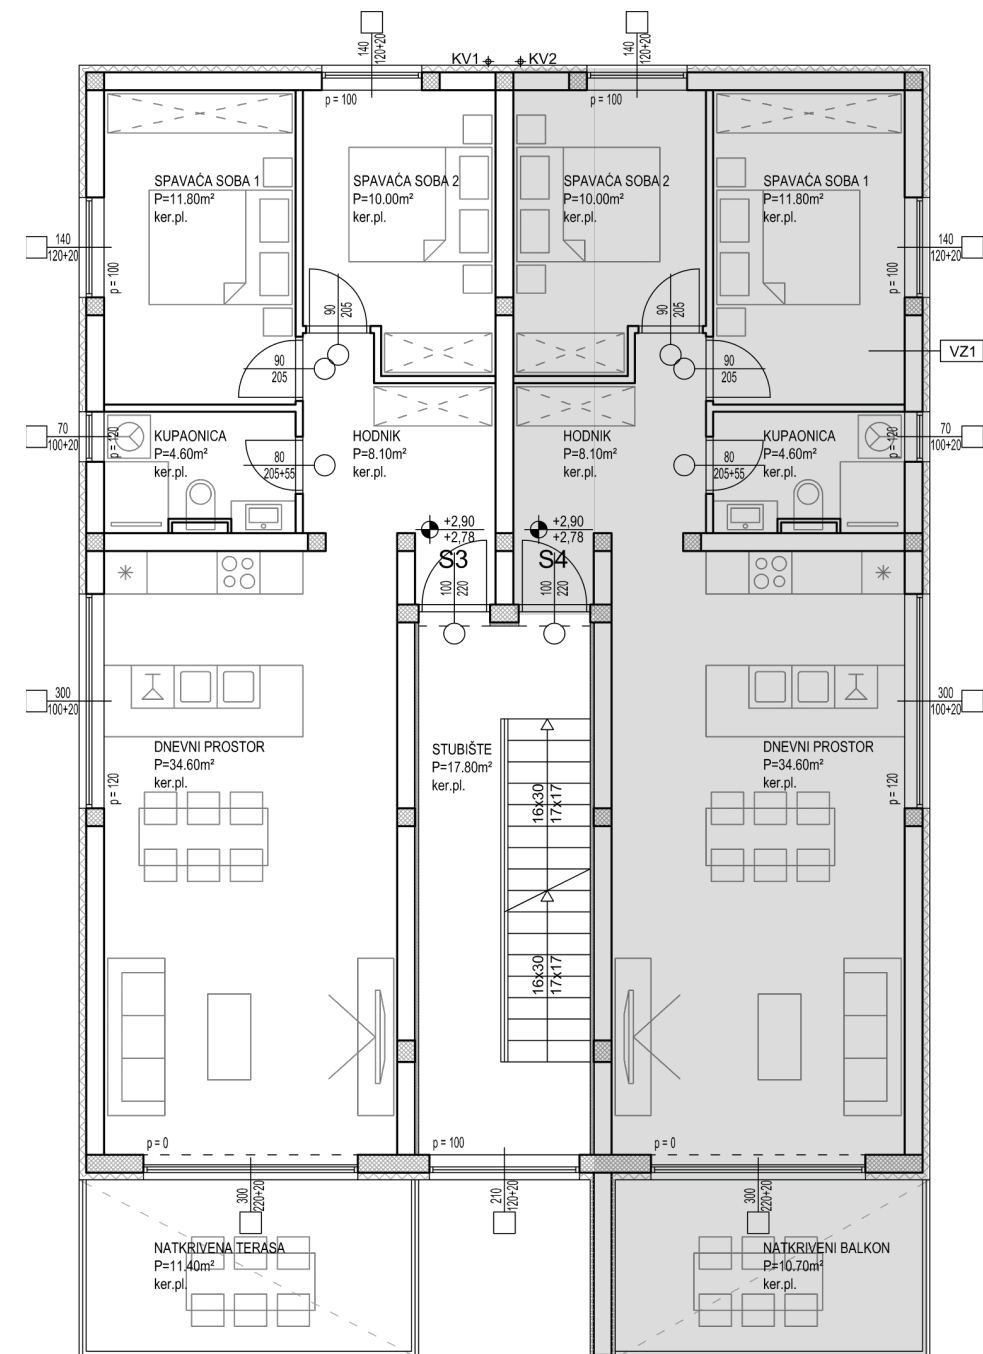 140
120+20
KV1
KV2
140
120+20
p = 100
p = 100
SPAVAĆA SOBA 1
P=11.80m²
ker.pl.
SPAVAĆA SOBA 2
P=10.00m²
ker.pl.
SPAVAĆA SOBA 2
P=10.00m²
ker.pl.
SPAVAĆA SOBA 1
P=11.80m²
ker.pl.
140
120+20
p = 100
140
120+20
90
205
90
205
90
205
90
205
VZ1
70
100+20
p = 120
KUPAONICA
P=4.60m²
ker.pl.
80
205+55
HODNIK
P=8.10m²
ker.pl.
HODNIK
P=8.10m²
ker.pl.
80
205+55
KUPAONICA
P=4.60m²
ker.pl.
p = 120
70
100+20
+2,90
+2,78
S3
+2,90
+2,78
S4
100
220
100
220
300
100+20
300
100+20
DNEVNI PROSTOR
P=34.60m²
ker.pl.
STUBIŠTE
P=17.80m²
ker.pl.
DNEVNI PROSTOR
P=34.60m²
ker.pl.
p = 120
16x30
17x17
p = 120
16x30
17x17
p = 0
p = 100
p = 0
300
220+20
210
120+20
300
220+20
NATKRIVENA TERASA
P=11.40m²
ker.pl.
NATKRIVENI BALKON
P=10.70m²
ker.pl.